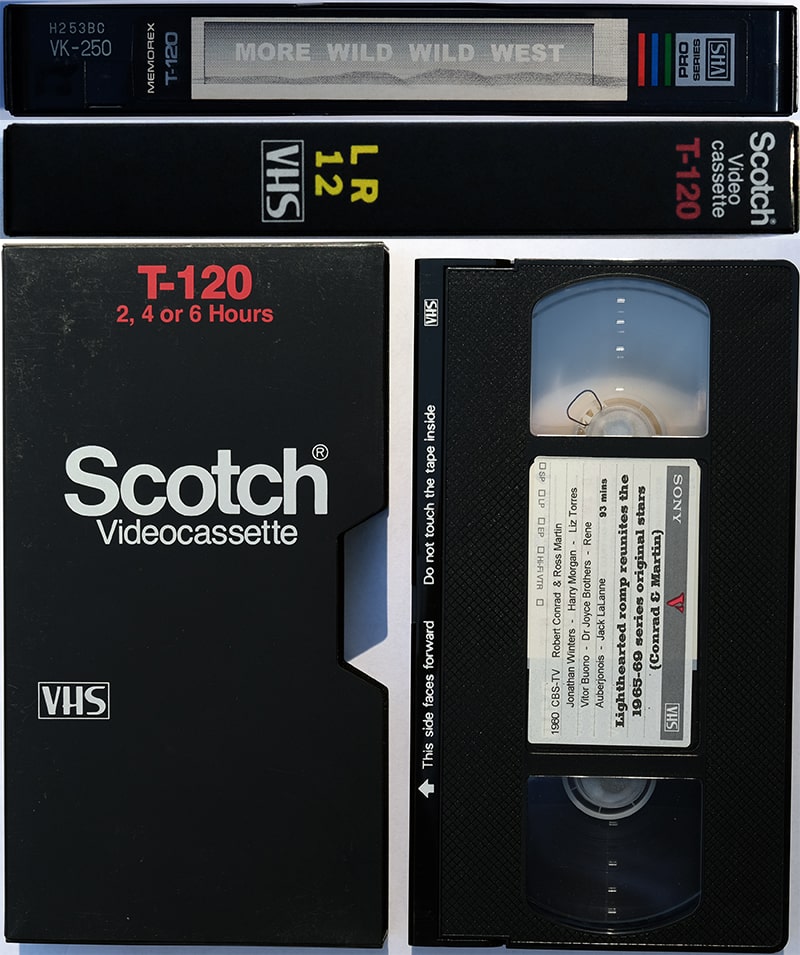 H253BC
VK-250
MEMOREX
T-120
MORE WILD WILD WEST
PRO
SERIES
VHS
VHS
LR
12
T-120
Scotch®
Video
cassette
T-120
2, 4 or 6 Hours
Scotch®
Videocassette
VHS
VHS
This side faces forward Do not touch the tape inside
SP LP EP Hi-Fi VTR
1960 CBS-TV Robert Conrad & Ross Martin
Jonathan Winters - Harry Morgan - Liz Torres
Vitor Buono - Dr Joyce Brothers - Rene
Auberjonois - Jack LaLanne 93 mins
Lighthearted romp reunites the
1965-69 series original stars
(Conrad & Martin)
VHS V SONY